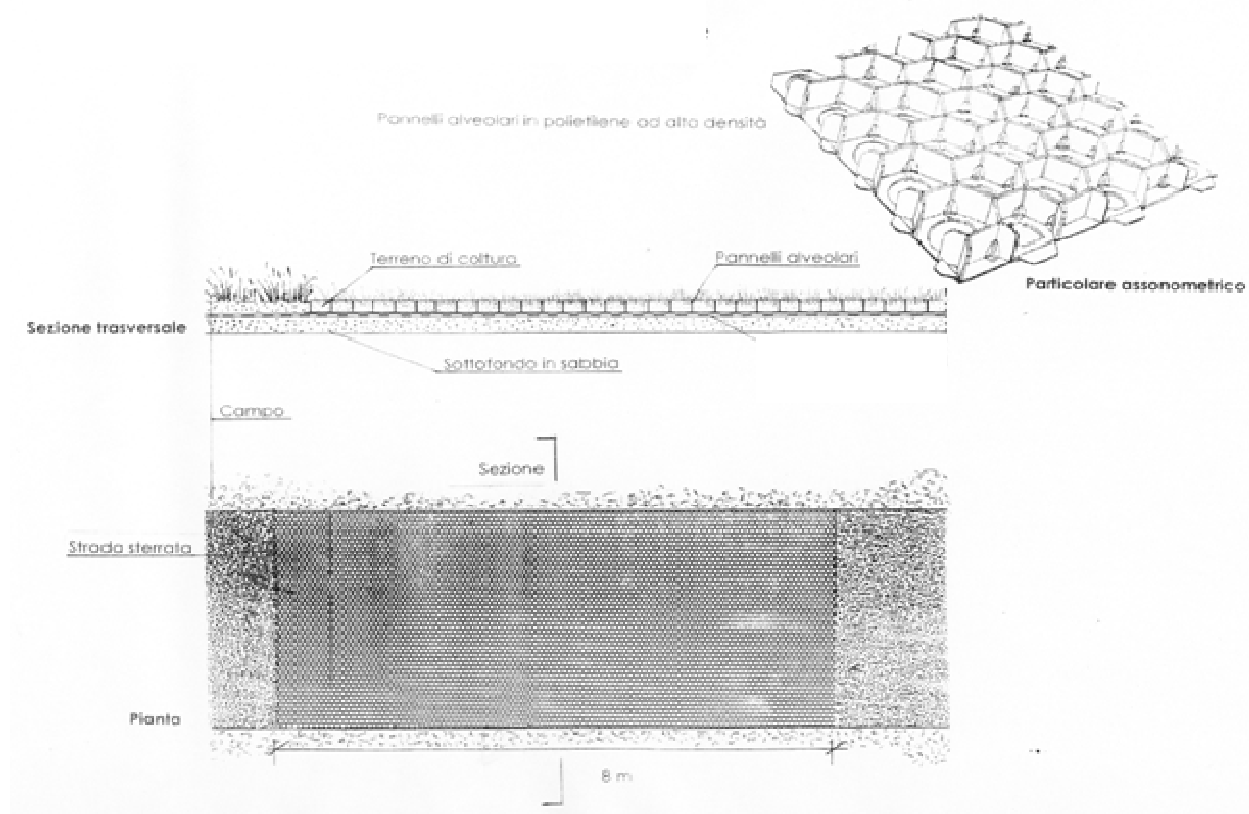 Pannelli alveolari in polietilene ad alta densità
Terreno di coltura
Pannelli alveolari
Particolare assonometrico
Sezione trasversale
Sottofondo in sabbia
Campo
Sezione
Strada sterrata
Pianta
8 m